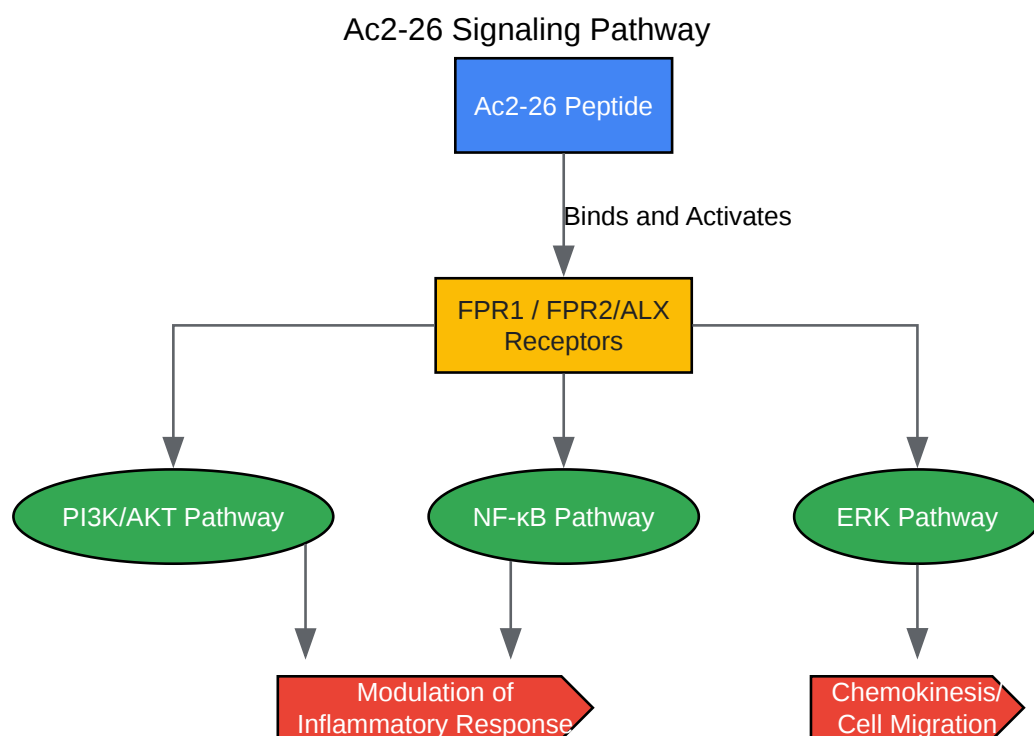 Ac2-26 Signaling Pathway
Ac2-26 Peptide
Binds and Activates
FPR1 / FPR2/ALX
Receptors
PI3K/AKT Pathway
NF-κB Pathway
ERK Pathway
Modulation of
Inflammatory Response
Chemokinesis/
Cell Migration